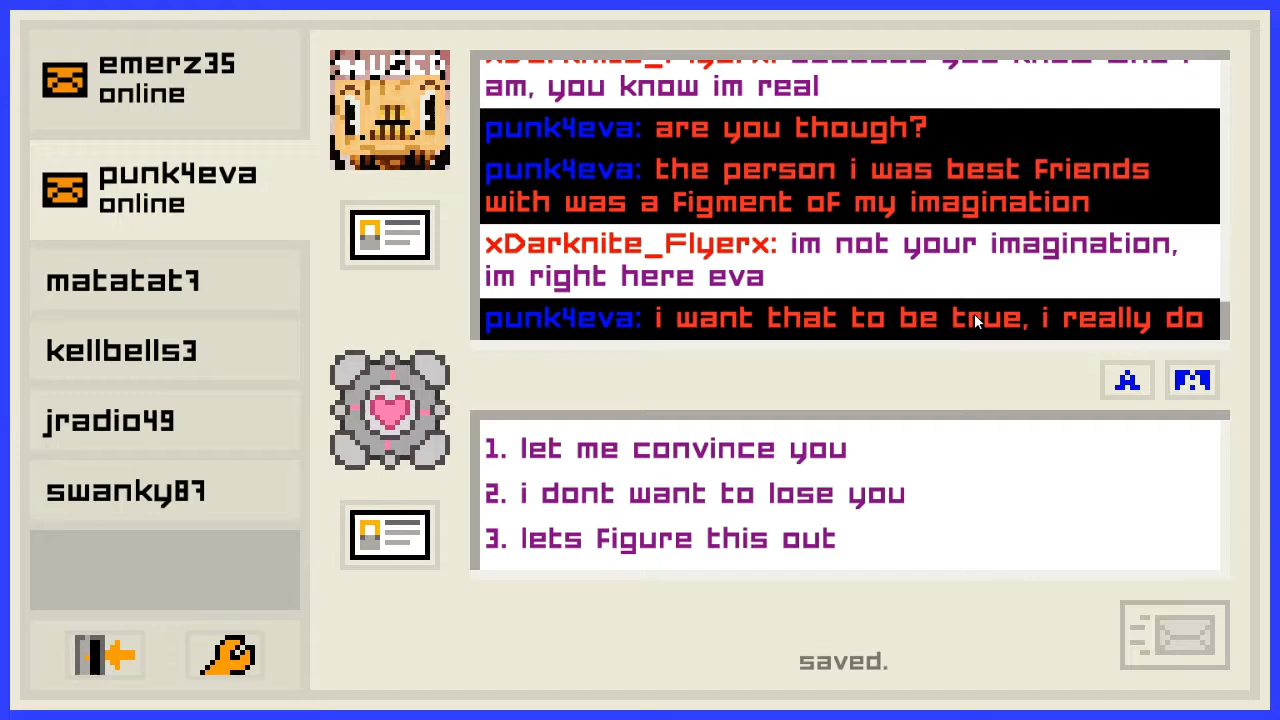 emerz35
online
punk4eva
online
matatat7
kellbells3
jradio49
swanky87
am, you know im real
punk4eva: are you though?
punk4eva: the person i was best friends
with was a figment of my imagination
xDarknite_Flyerx: im not your imagination,
im right here eva
punk4eva: i want that to be true, i really do
A
1. let me convince you
2. i dont want to lose you
3. lets figure this out
saved.